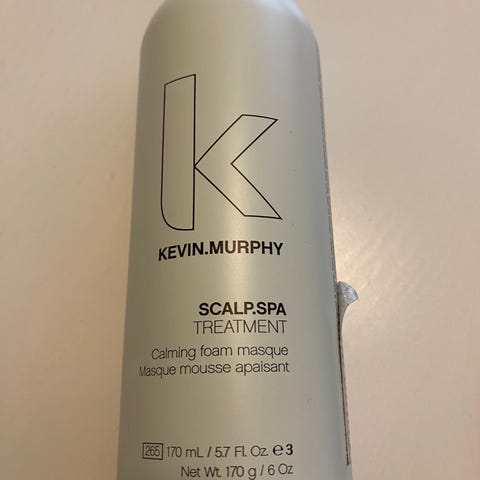 K
KEVIN.MURPHY
SCALP.SPA
TREATMENT
Calming foam masque
Masque mousse apaisant
265 170 mL / 5.7 Fl. Oz. e3
Net Wt. 170 g / 6 Oz